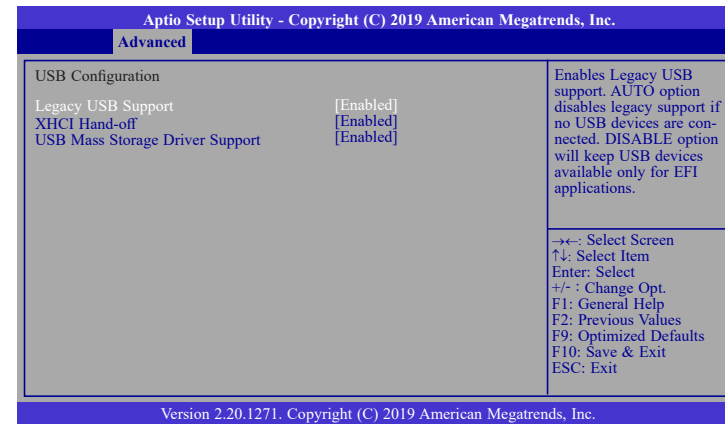 Aptio Setup Utility - Copyright (C) 2019 American Megatrends, Inc.
Advanced
USB Configuration
Legacy USB Support [Enabled]
XHCI Hand-off [Enabled]
USB Mass Storage Driver Support [Enabled]
Enables Legacy USB
support. AUTO option
disables legacy support if
no USB devices are con-
nected. DISABLE option
will keep USB devices
available only for EFI
applications.
→←: Select Screen
↑↓: Select Item
Enter: Select
+/- : Change Opt.
F1: General Help
F2: Previous Values
F9: Optimized Defaults
F10: Save & Exit
ESC: Exit
Version 2.20.1271. Copyright (C) 2019 American Megatrends, Inc.